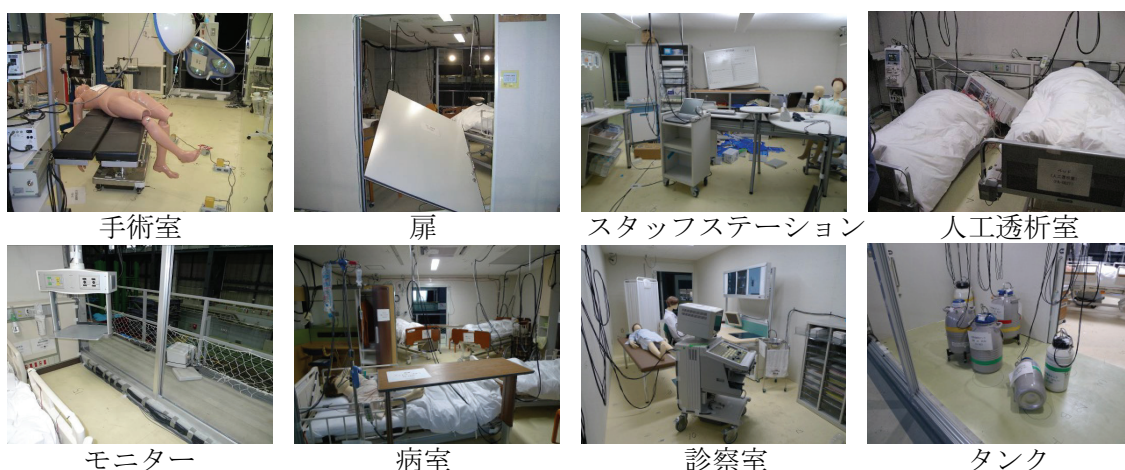 手術室
扉
スタッフステーション
人工透析室
モニター
病室
診察室
タンク